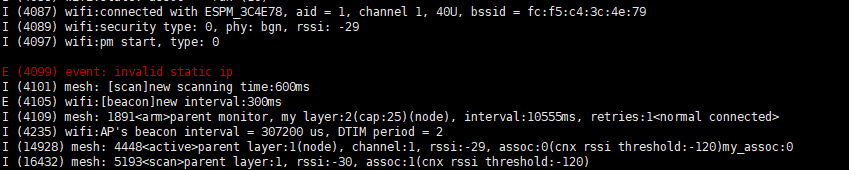 I (4087) wifi:connected with ESPM_3C4E78, aid = 1, channel 1, 40U, bssid = fc:f5:c4:3c:4e:79
I (4089) wifi:security type: 0, phy: bgn, rssi: -29
I (4097) wifi:pm start, type: 0
E (4099) event: invalid static ip
I (4101) mesh: [scan]new scanning time:600ms
E (4105) wifi:[beacon]new interval:300ms
I (4109) mesh: 1891<arm>parent monitor, my layer:2(cap:25)(node), interval:10555ms, retries:1<normal connected>
I (4235) wifi:AP's beacon interval = 307200 us, DTIM period = 2
I (14928) mesh: 4448<active>parent layer:1(node), channel:1, rssi:-29, assoc:0(cnx rssi threshold:-120)my_assoc:0
I (16432) mesh: 5193<scan>parent layer:1, rssi:-30, assoc:1(cnx rssi threshold:-120)